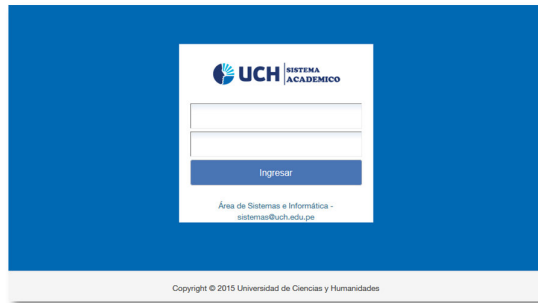 UCH SISTEMA
ACADEMICO
Ingresar
Área de Sistemas e Informática -
sistemas@uch.edu.pe
Copyright © 2015 Universidad de Ciencias y Humanidades